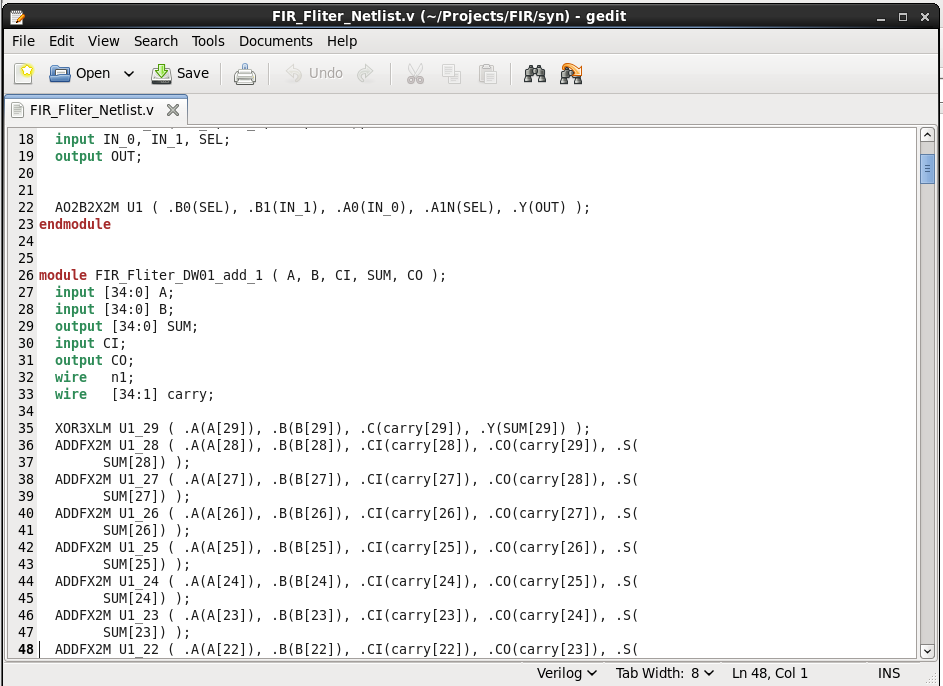 FIR_Fliter_Netlist.v (~/Projects/FIR/syn) - gedit
File Edit View Search Tools Documents Help
Open Save Undo
FIR_Fliter_Netlist.v
18 input IN_0, IN_1, SEL;
19 output OUT;
20
21
22 AO2B2X2M U1 ( .B0(SEL), .B1(IN_1), .A0(IN_0), .A1N(SEL), .Y(OUT) );
23 endmodule
24
25
26 module FIR_Fliter_DW01_add_1 ( A, B, CI, SUM, CO );
27 input [34:0] A;
28 input [34:0] B;
29 output [34:0] SUM;
30 input CI;
31 output CO;
32 wire n1;
33 wire [34:1] carry;
34
35 XOR3XLM U1_29 ( .A(A[29]), .B(B[29]), .C(carry[29]), .Y(SUM[29]) );
36 ADDFX2M U1_28 ( .A(A[28]), .B(B[28]), .CI(carry[28]), .CO(carry[29]), .S(
37 SUM[28]) );
38 ADDFX2M U1_27 ( .A(A[27]), .B(B[27]), .CI(carry[27]), .CO(carry[28]), .S(
39 SUM[27]) );
40 ADDFX2M U1_26 ( .A(A[26]), .B(B[26]), .CI(carry[26]), .CO(carry[27]), .S(
41 SUM[26]) );
42 ADDFX2M U1_25 ( .A(A[25]), .B(B[25]), .CI(carry[25]), .CO(carry[26]), .S(
43 SUM[25]) );
44 ADDFX2M U1_24 ( .A(A[24]), .B(B[24]), .CI(carry[24]), .CO(carry[25]), .S(
45 SUM[24]) );
46 ADDFX2M U1_23 ( .A(A[23]), .B(B[23]), .CI(carry[23]), .CO(carry[24]), .S(
47 SUM[23]) );
48 ADDFX2M U1_22 ( .A(A[22]), .B(B[22]), .CI(carry[22]), .CO(carry[23]), .S(
Verilog Tab Width: 8 Ln 48, Col 1 INS